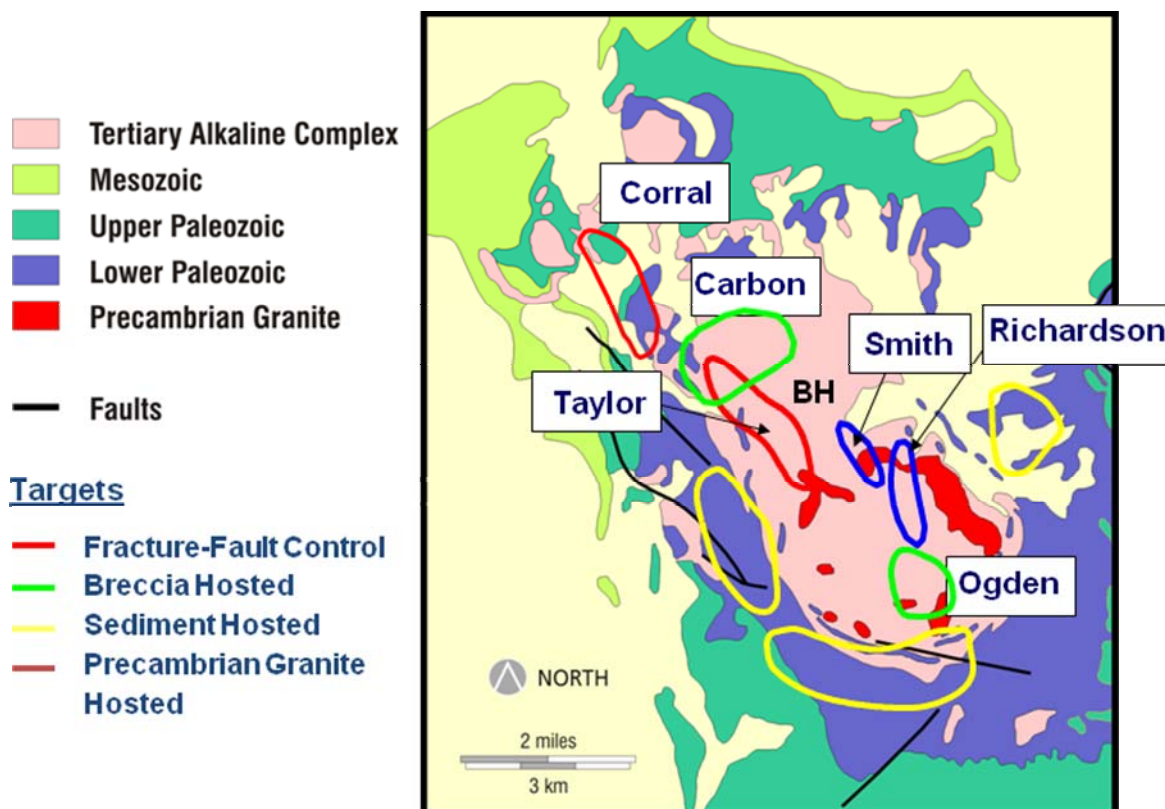 Tertiary Alkaline Complex
Mesozoic
Upper Paleozoic
Lower Paleozoic
Precambrian Granite
Faults
Targets
Fracture-Fault Control
Breccia Hosted
Sediment Hosted
Precambrian Granite
Hosted
Corral
Carbon
Richardson
Smith
BH
Taylor
Ogden
NORTH
2 miles
3 km